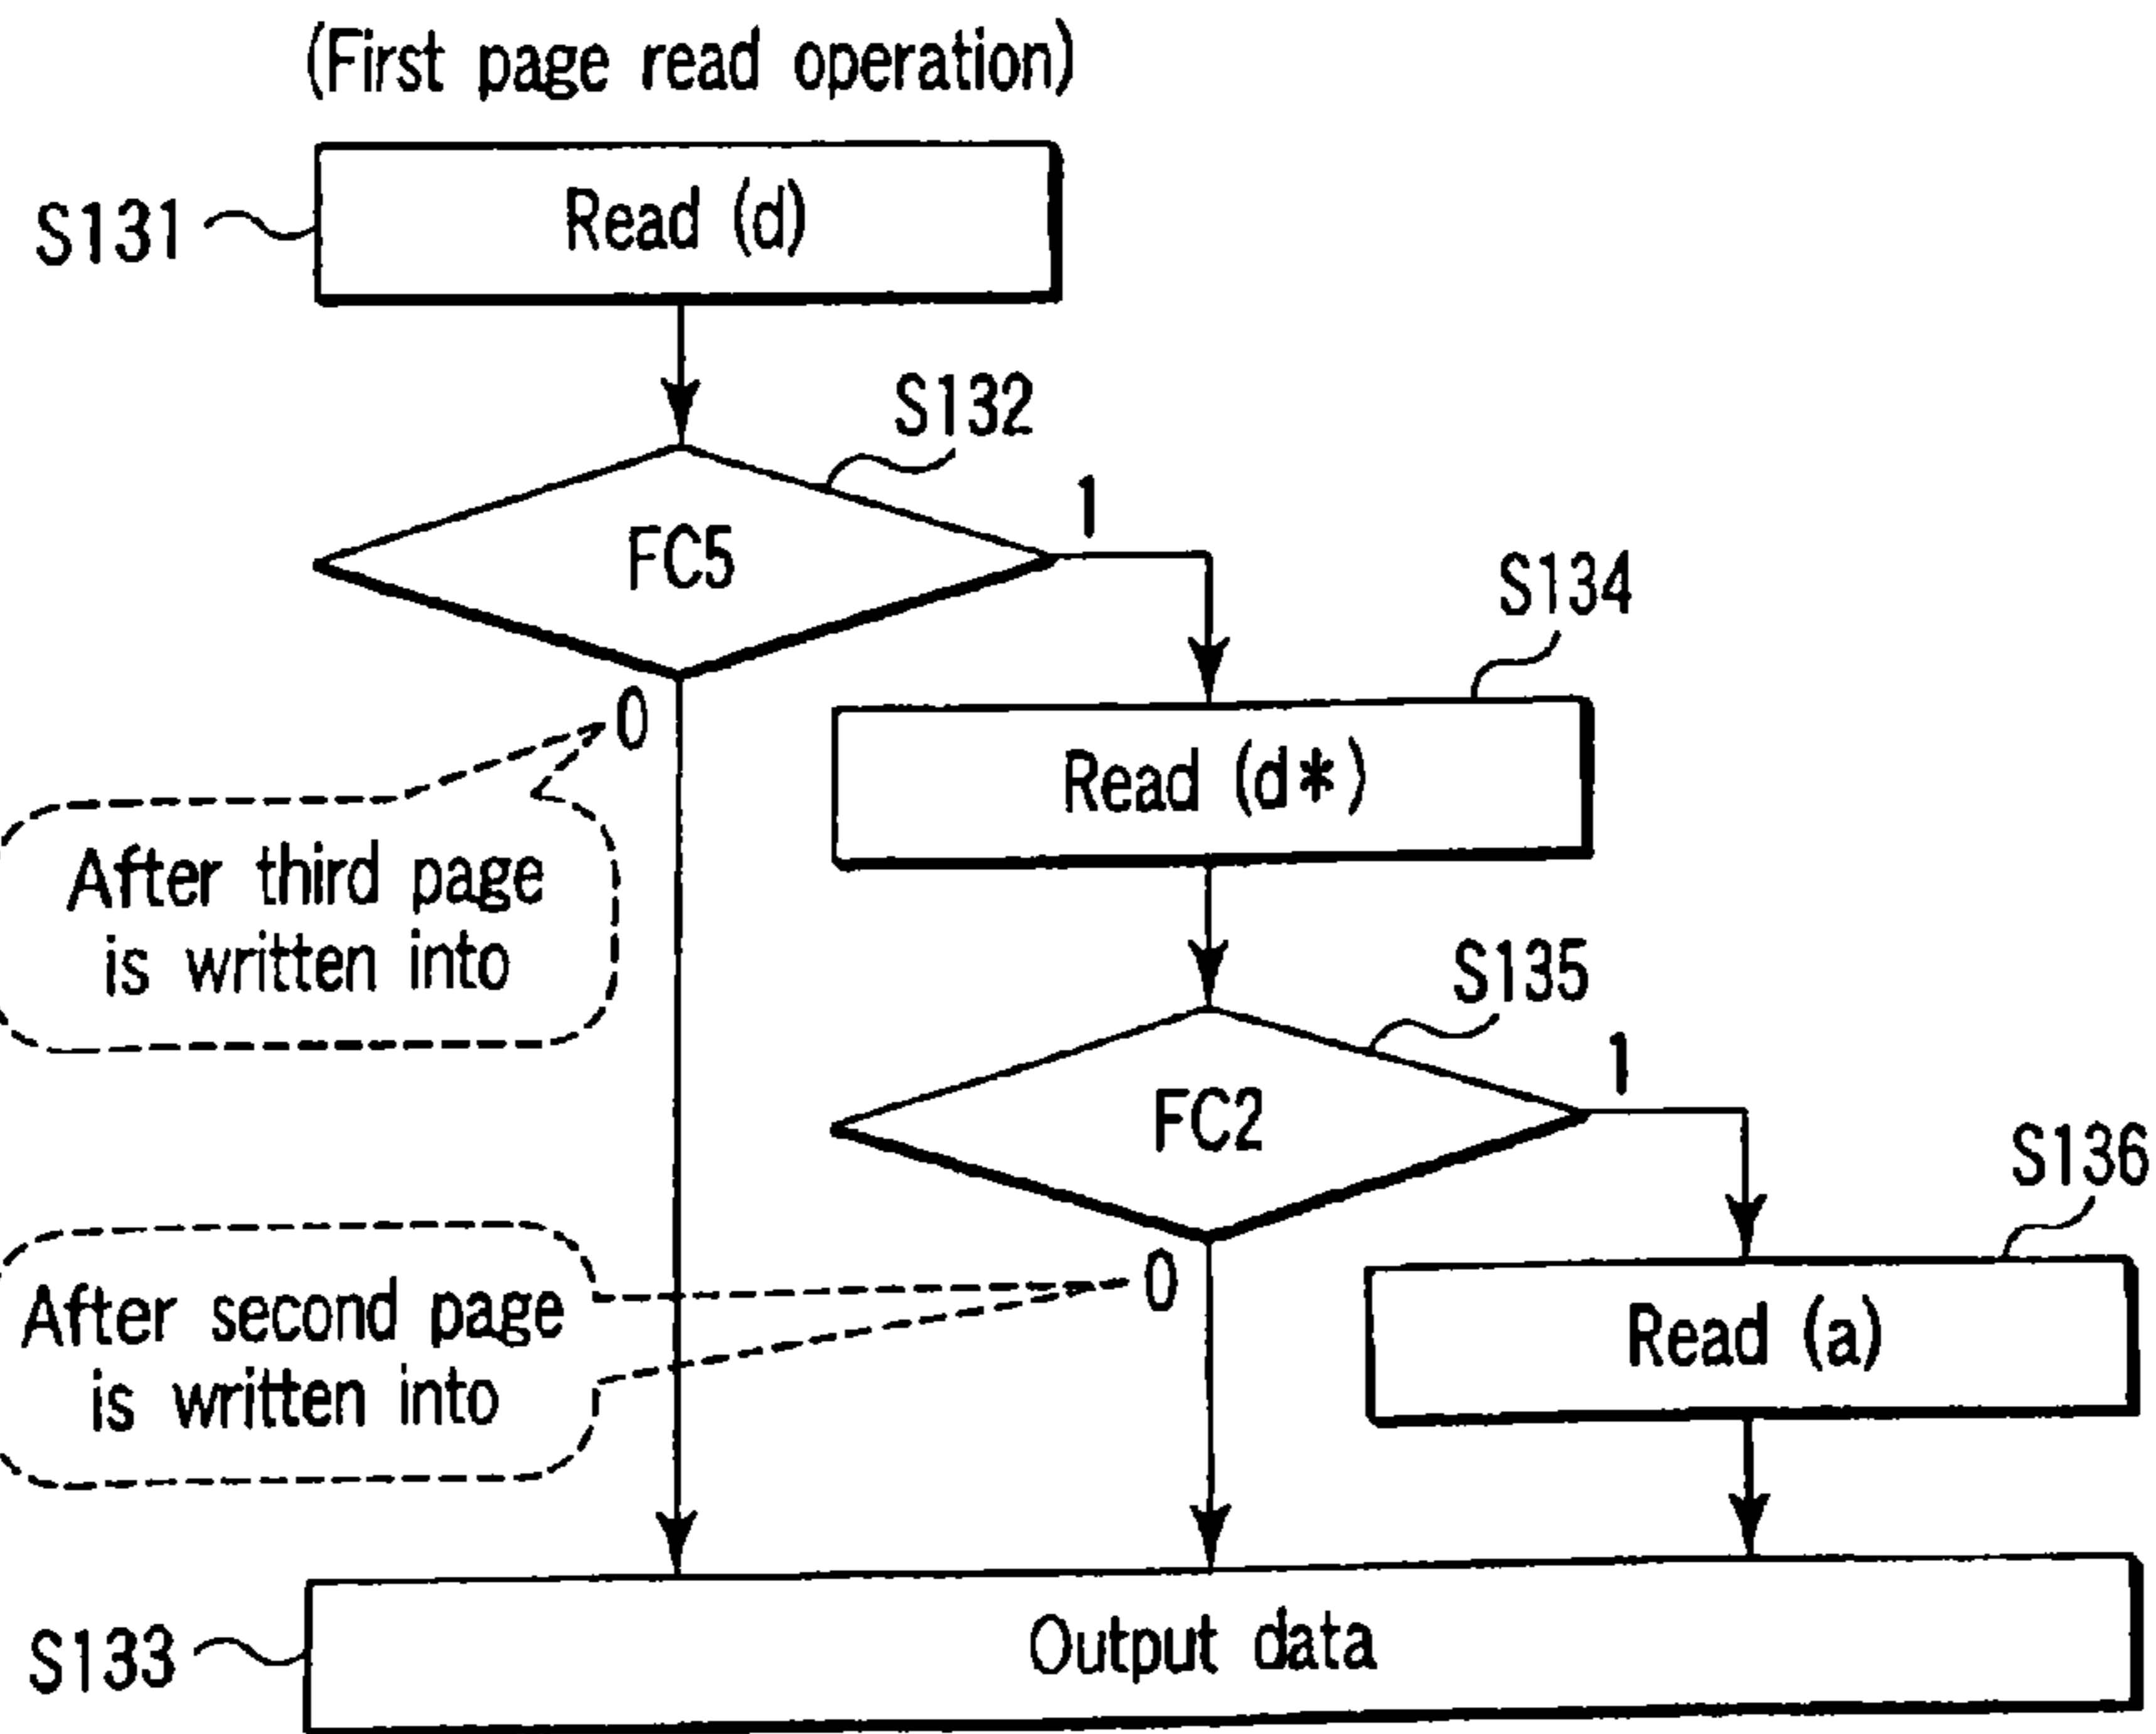 (First page read operation)
S131
Read (d)
S132
FC5
1
0
S134
Read (d*)
After third page
is written into
S135
FC2
1
0
S136
Read (a)
After second page
is written into
S133
Output data